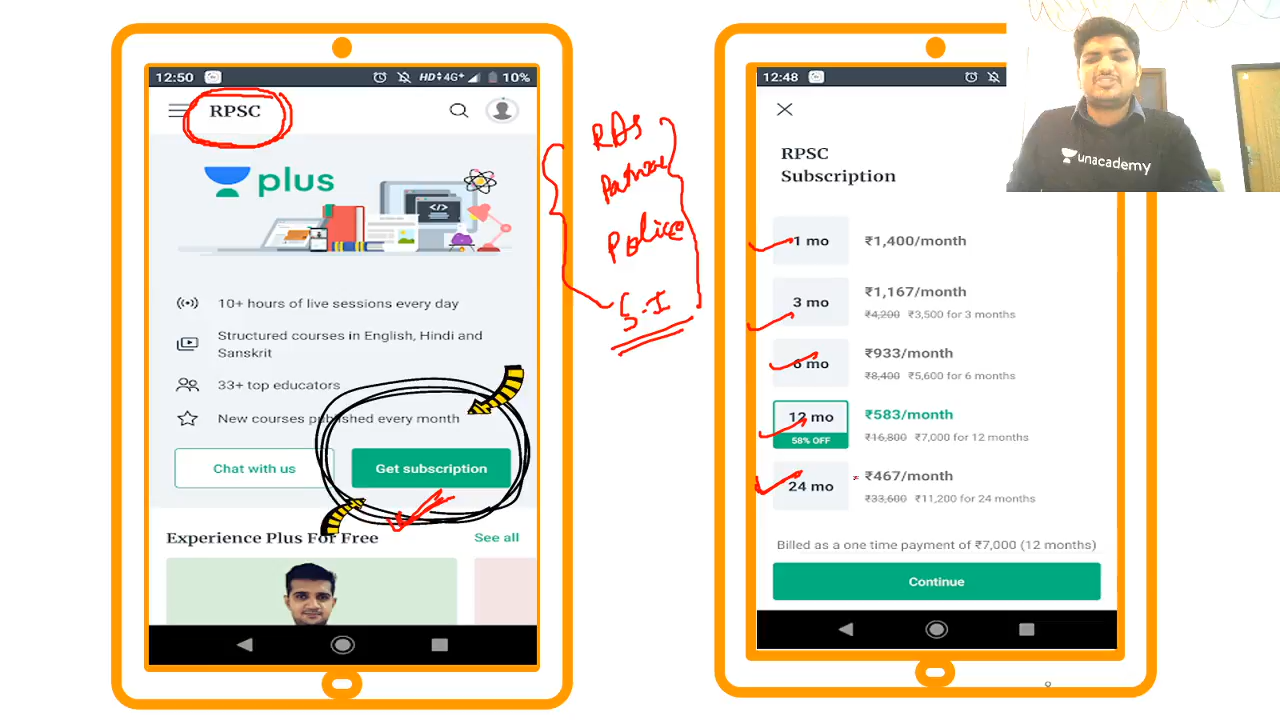 12:50
HD 4G+ 10%
RPSC
plus
10+ hours of live sessions every day
Structured courses in English, Hindi and
Sanskrit
33+ top educators
New courses published every month
Chat with us
Get subscription
Experience Plus For Free
See all
RAS
Police
S.I
12:48
RPSC
Subscription
1 mo
₹1,400/month
3 mo
₹1,167/month
₹4,200 ₹3,500 for 3 months
6 mo
₹933/month
₹8,400 ₹5,600 for 6 months
12 mo
58% OFF
₹583/month
₹16,800 ₹7,000 for 12 months
24 mo
₹467/month
₹33,600 ₹11,200 for 24 months
Billed as a one time payment of ₹7,000 (12 months)
Continue
unacademy